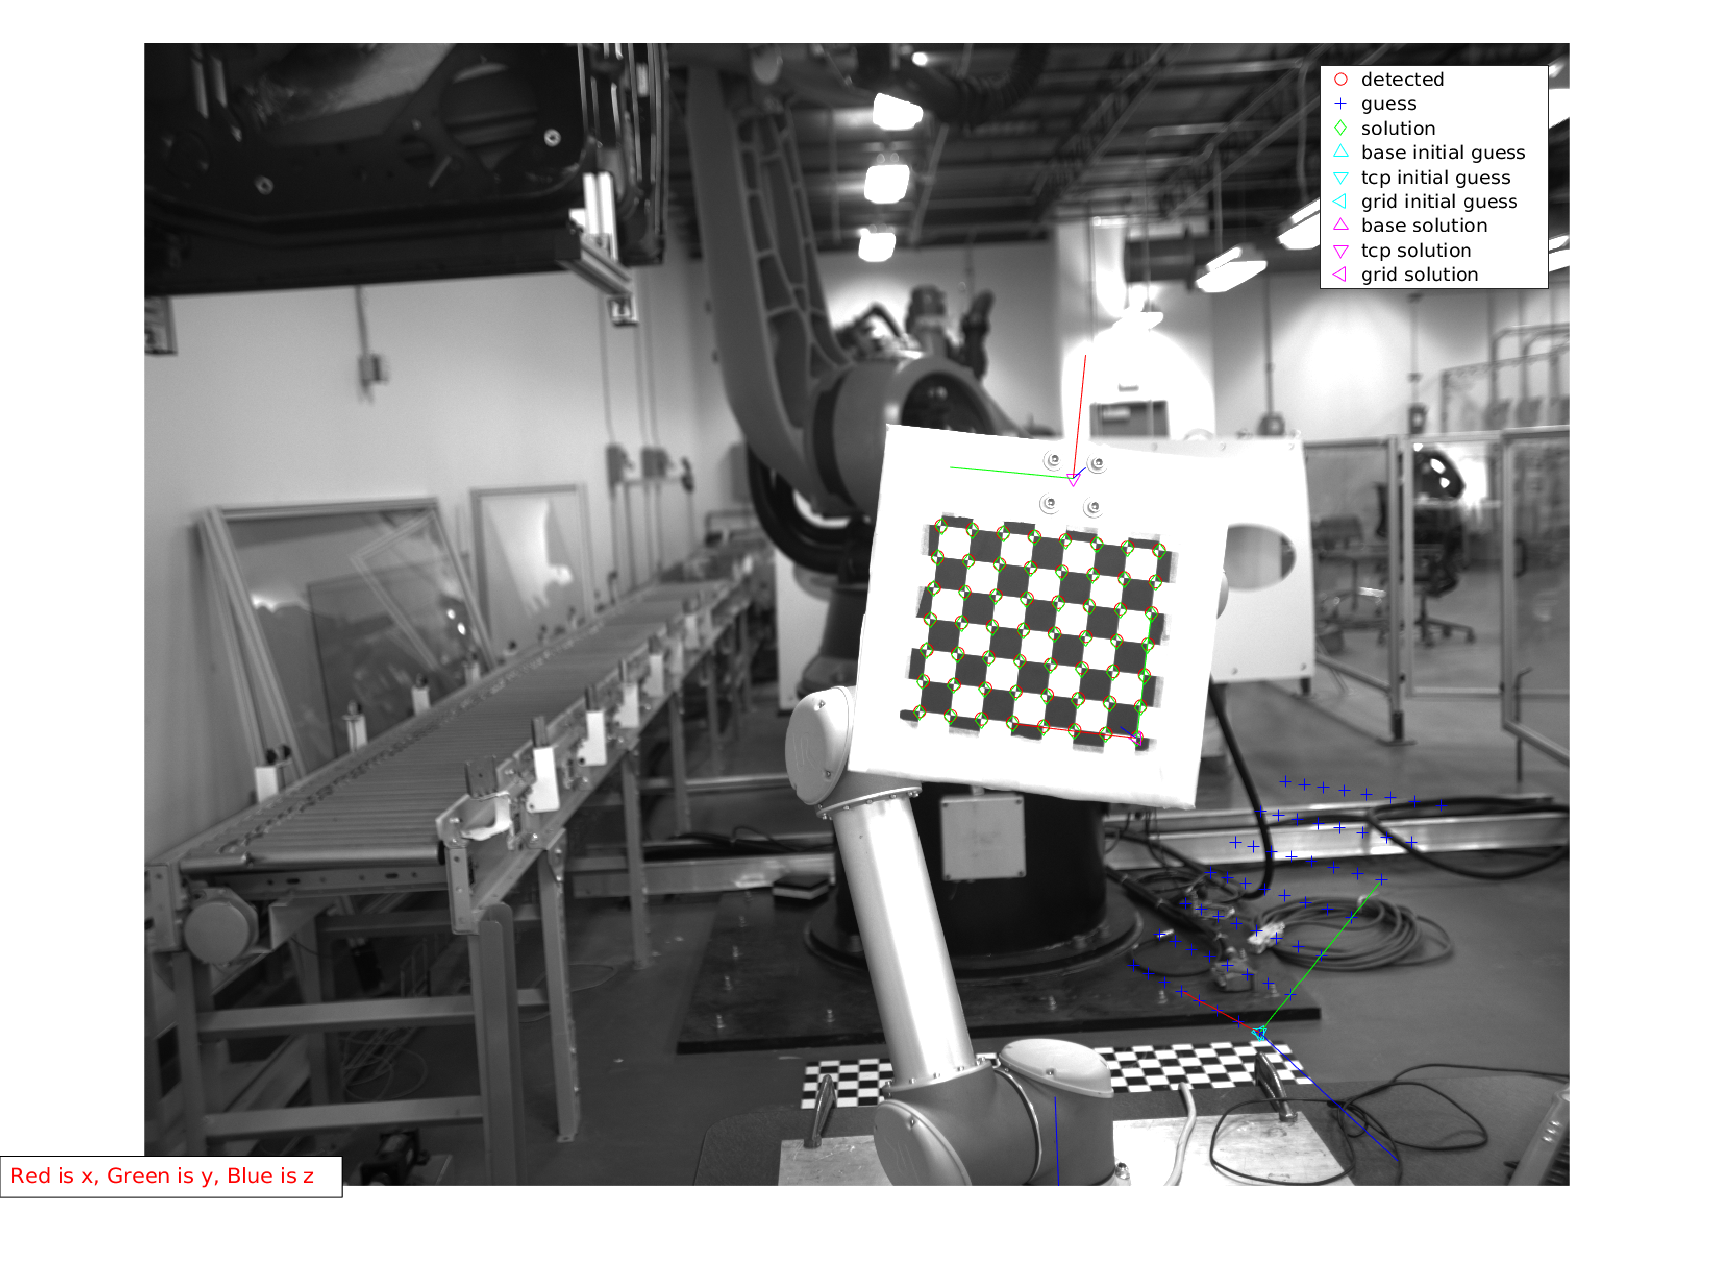 detected
guess
solution
base initial guess
tcp initial guess
grid initial guess
base solution
tcp solution
grid solution
Red is x, Green is y, Blue is z